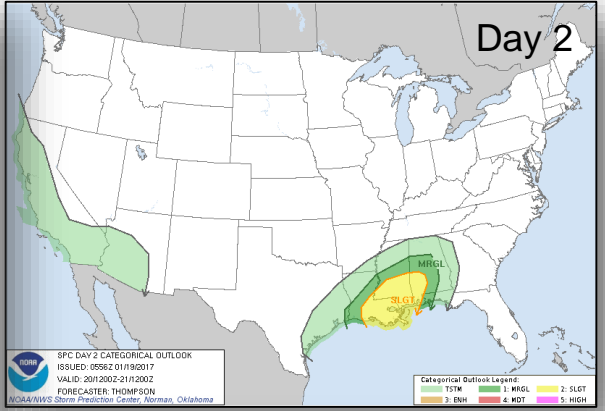 Day 2
MRGL
SLGT
NOAA
SPC DAY 2 CATEGORICAL OUTLOOK
ISSUED: 0556Z 01/19/2017
VALID: 20/1200Z-21/1200Z
FORECASTER: THOMPSON
NOAA/NWS Storm Prediction Center, Norman, Oklahoma
Categorical Outlook Legend:
TSTM 1: MRGL 2: SLGT
3: ENH 4: MDT 5: HIGH